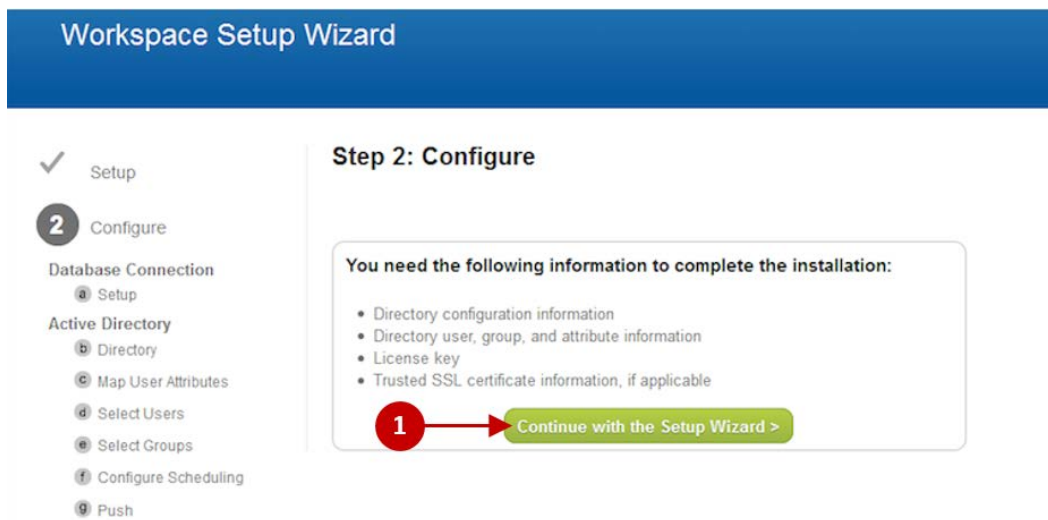 Workspace Setup Wizard
Setup
2
Configure
Database Connection
a Setup
Active Directory
b Directory
c Map User Attributes
d Select Users
e Select Groups
f Configure Scheduling
g Push
Step 2: Configure
You need the following information to complete the installation:
• Directory configuration information
• Directory user, group, and attribute information
• License key
• Trusted SSL certificate information, if applicable
1
Continue with the Setup Wizard >